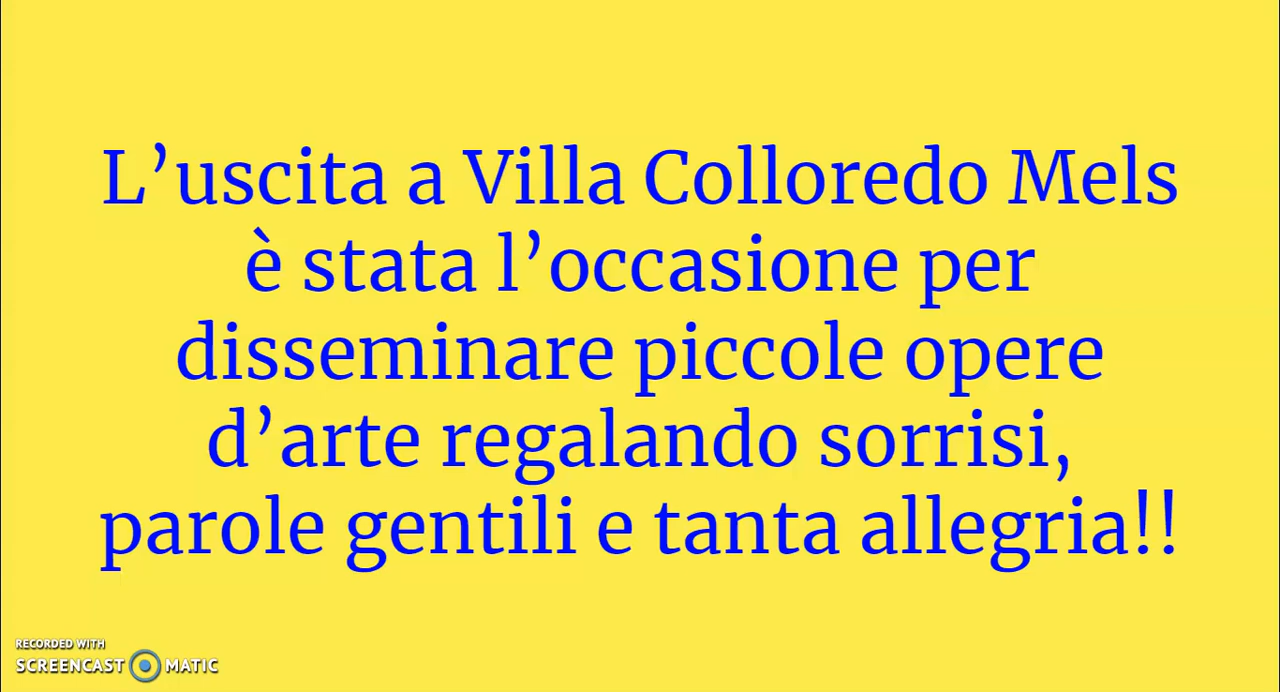 L’uscita a Villa Colloredo Mels
è stata l’occasione per
disseminare piccole opere
d’arte regalando sorrisi,
parole gentili e tanta allegria!!
RECORDED WITH
SCREENCAST MATIC